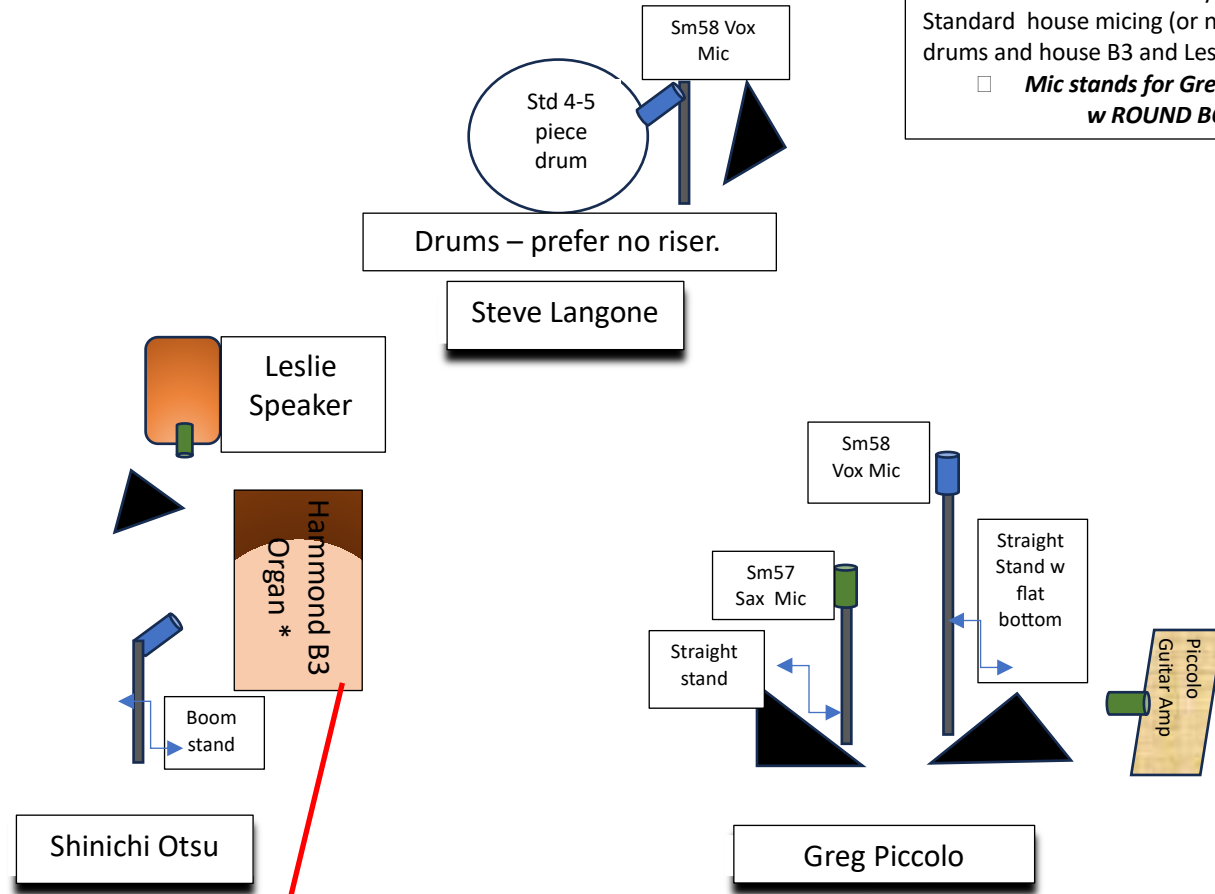 Sm58 Vox
Mic
Standard house micing (or
drums and house B3 and
Mic stands for
w ROUND
Std 4-5
piece
drum
Drums – prefer no riser.
Steve Langone
Leslie
Speaker
Hammond B3
Organ *
Sm58
Vox Mic
Sm57
Sax Mic
Straight
Stand w
flat
bottom
Straight
stand
Piccolo
Guitar Amp
Boom
stand
Shinichi Otsu
Greg Piccolo